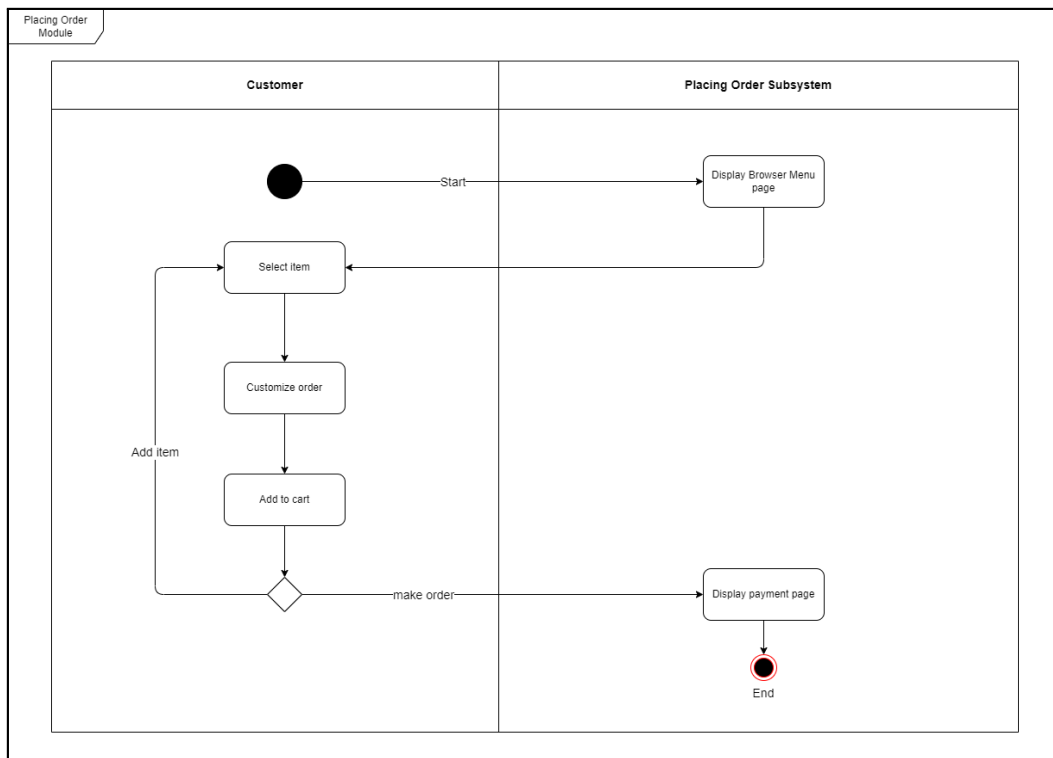 Placing Order
Module
Customer
Placing Order Subsystem
Start
Display Browser Menu
page
Select item
Customize order
Add item
Add to cart
make order
Display payment page
End